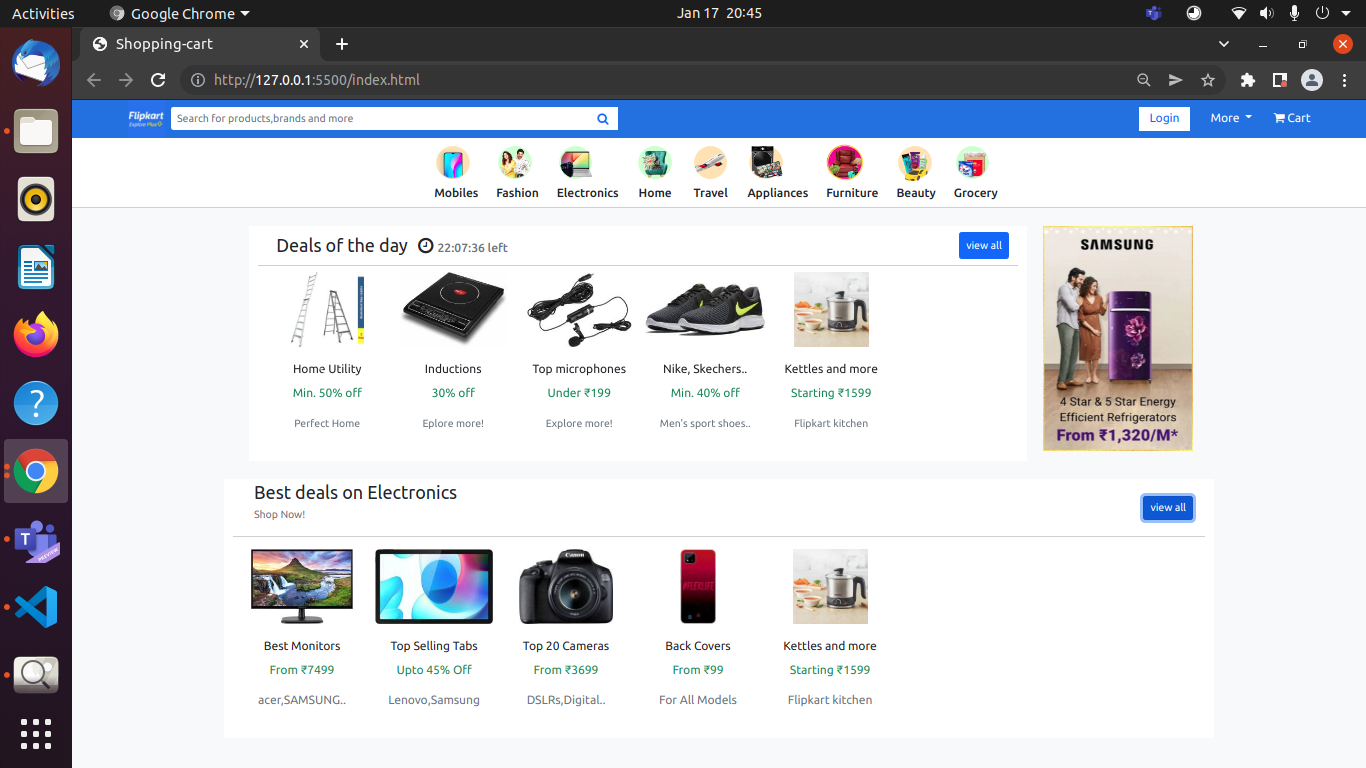 Activities
Google Chrome
Jan 17 20:45
Shopping-cart
http://127.0.0.1:5500/index.html
Flipkart
Explore Plus
Search for products,brands and more
Login
More
Cart
Mobiles
Fashion
Electronics
Home
Travel
Appliances
Furniture
Beauty
Grocery
Deals of the day
22:07:36 left
view all
Home Utility
Min. 50% off
Perfect Home
Inductions
30% off
Eplore more!
Top microphones
Under ₹199
Explore more!
Nike, Skechers..
Min. 40% off
Men's sport shoes..
Kettles and more
Starting ₹1599
Flipkart kitchen
SAMSUNG
4 Star & 5 Star Energy
Efficient Refrigerators
From ₹1,320/M*
Best deals on Electronics
Shop Now!
view all
Canon
Best Monitors
From ₹7499
acer,SAMSUNG..
Top Selling Tabs
Upto 45% Off
Lenovo,Samsung
Top 20 Cameras
From ₹3699
DSLRs,Digital..
Back Covers
From ₹99
For All Models
Kettles and more
Starting ₹1599
Flipkart kitchen